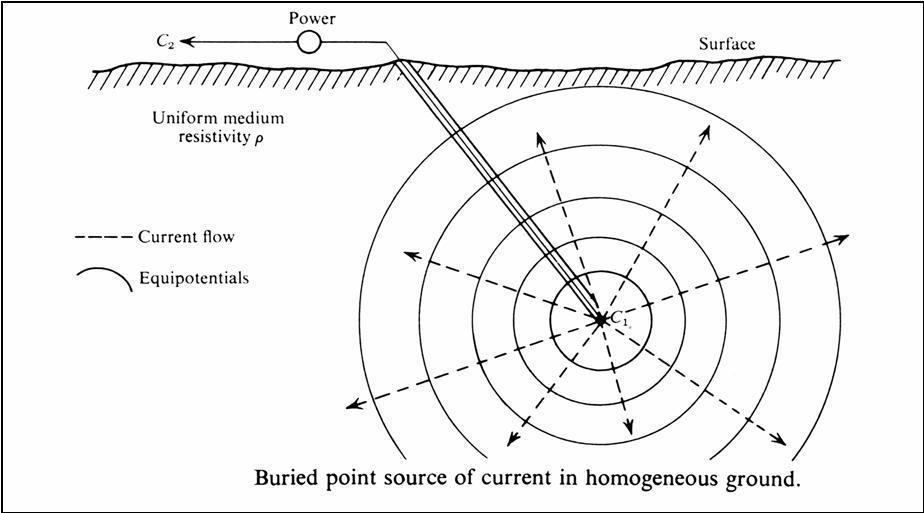 Power
C₂
Surface
Uniform medium
resistivity ρ
Current flow
Equipotentials
C₁
Buried point source of current in homogeneous ground.